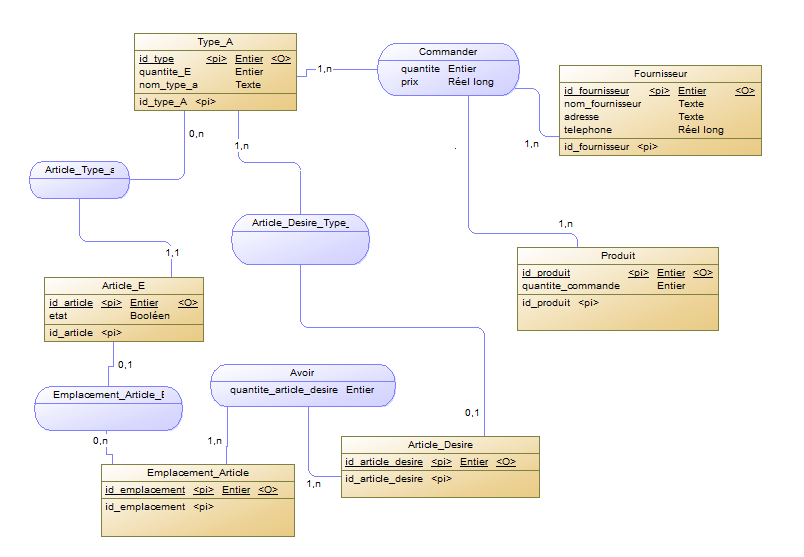 Type_A
id_type <pi> Entier <O>
quantite_E Entier
nom_type_a Texte
id_type_A <pi>
1,n
Commander
quantite Entier
prix Réel long
Fournisseur
id_fournisseur <pi> Entier <O>
nom_fournisseur Texte
adresse Texte
telephone Réel long
id_fournisseur <pi>
0,n
1,n
1,n
Article_Type_a
Article_Desire_Type_
1,n
1,1
Produit
id_produit <pi> Entier <O>
quantite_commande Entier
id_produit <pi>
Article_E
id_article <pi> Entier <O>
etat Booléen
id_article <pi>
0,1
Avoir
quantite_article_desire Entier
Emplacement_Article_E
0,1
0,n
1,n
Article_Desire
id_article_desire <pi> Entier <O>
id_article_desire <pi>
1,n
Emplacement_Article
id_emplacement <pi> Entier <O>
id_emplacement <pi>